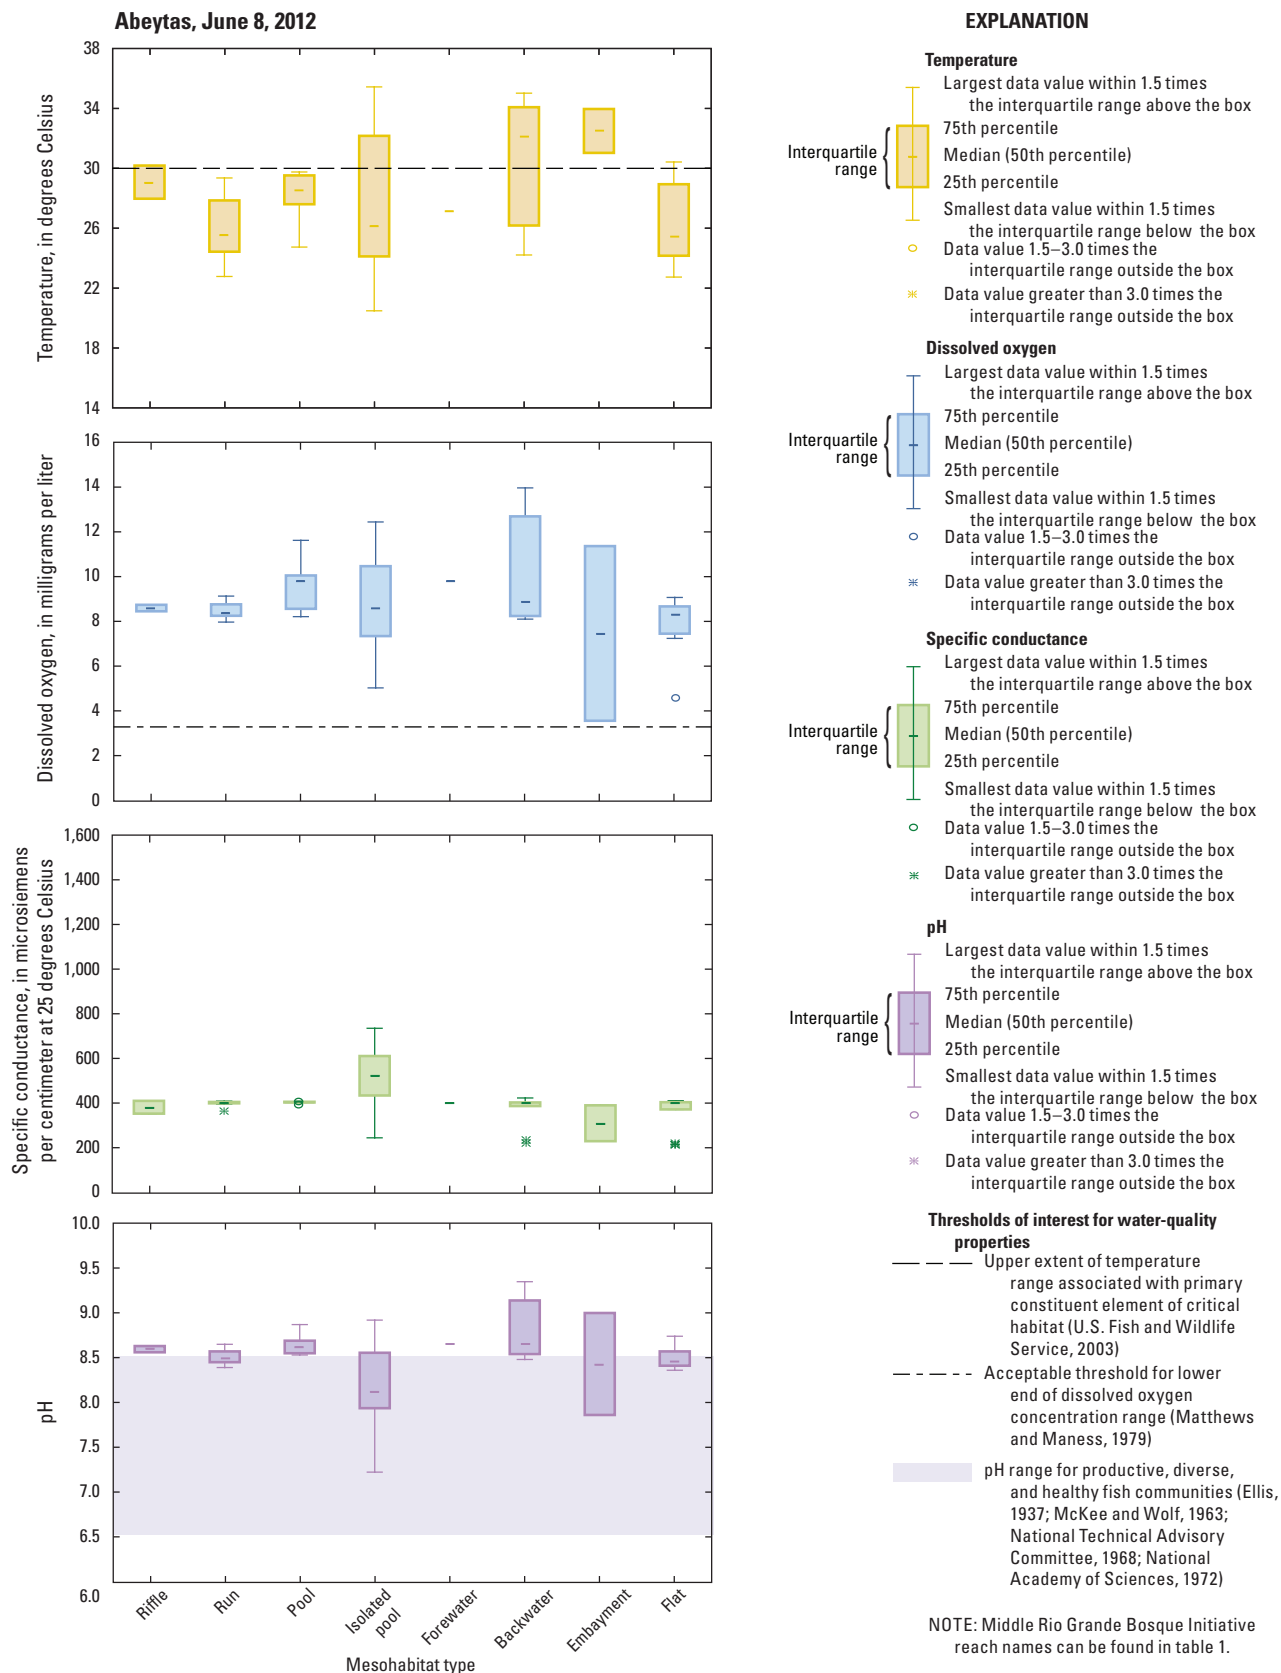 Abeytas, June 8, 2012
38
34
30
26
22
18
14
Temperature, in degrees Celsius
16
14
12
10
8
6
4
2
0
Dissolved oxygen, in milligrams per liter
1,600
1,400
1,200
1,000
800
600
400
200
0
Specific conductance, in microsiemens
per centimeter at 25 degrees Celsius
10.0
9.5
9.0
8.5
8.0
7.5
7.0
6.5
6.0
pH
Riffle
Run
Pool
Isolated
pool
Forewater
Backwater
Embayment
Flat
Mesohabitat type
EXPLANATION
Temperature
Largest data value within 1.5 times
the interquartile range above the box
75th percentile
Interquartile
range
Median (50th percentile)
25th percentile
Smallest data value within 1.5 times
the interquartile range below the box
Data value 1.5–3.0 times the
interquartile range outside the box
Data value greater than 3.0 times the
interquartile range outside the box
Dissolved oxygen
Largest data value within 1.5 times
the interquartile range above the box
75th percentile
Interquartile
range
Median (50th percentile)
25th percentile
Smallest data value within 1.5 times
the interquartile range below the box
Data value 1.5–3.0 times the
interquartile range outside the box
Data value greater than 3.0 times the
interquartile range outside the box
Specific conductance
Largest data value within 1.5 times
the interquartile range above the box
75th percentile
Interquartile
range
Median (50th percentile)
25th percentile
Smallest data value within 1.5 times
the interquartile range below the box
Data value 1.5–3.0 times the
interquartile range outside the box
Data value greater than 3.0 times the
interquartile range outside the box
pH
Largest data value within 1.5 times
the interquartile range above the box
75th percentile
Interquartile
range
Median (50th percentile)
25th percentile
Smallest data value within 1.5 times
the interquartile range below the box
Data value 1.5–3.0 times the
interquartile range outside the box
Data value greater than 3.0 times the
interquartile range outside the box
Thresholds of interest for water-quality
properties
Upper extent of temperature
range associated with primary
constituent element of critical
habitat (U.S. Fish and Wildlife
Service, 2003)
Acceptable threshold for lower
end of dissolved oxygen
concentration range (Matthews
and Maness, 1979)
pH range for productive, diverse,
and healthy fish communities (Ellis,
1937; McKee and Wolf, 1963;
National Technical Advisory
Committee, 1968; National
Academy of Sciences, 1972)
NOTE: Middle Rio Grande Bosque Initiative
reach names can be found in table 1.